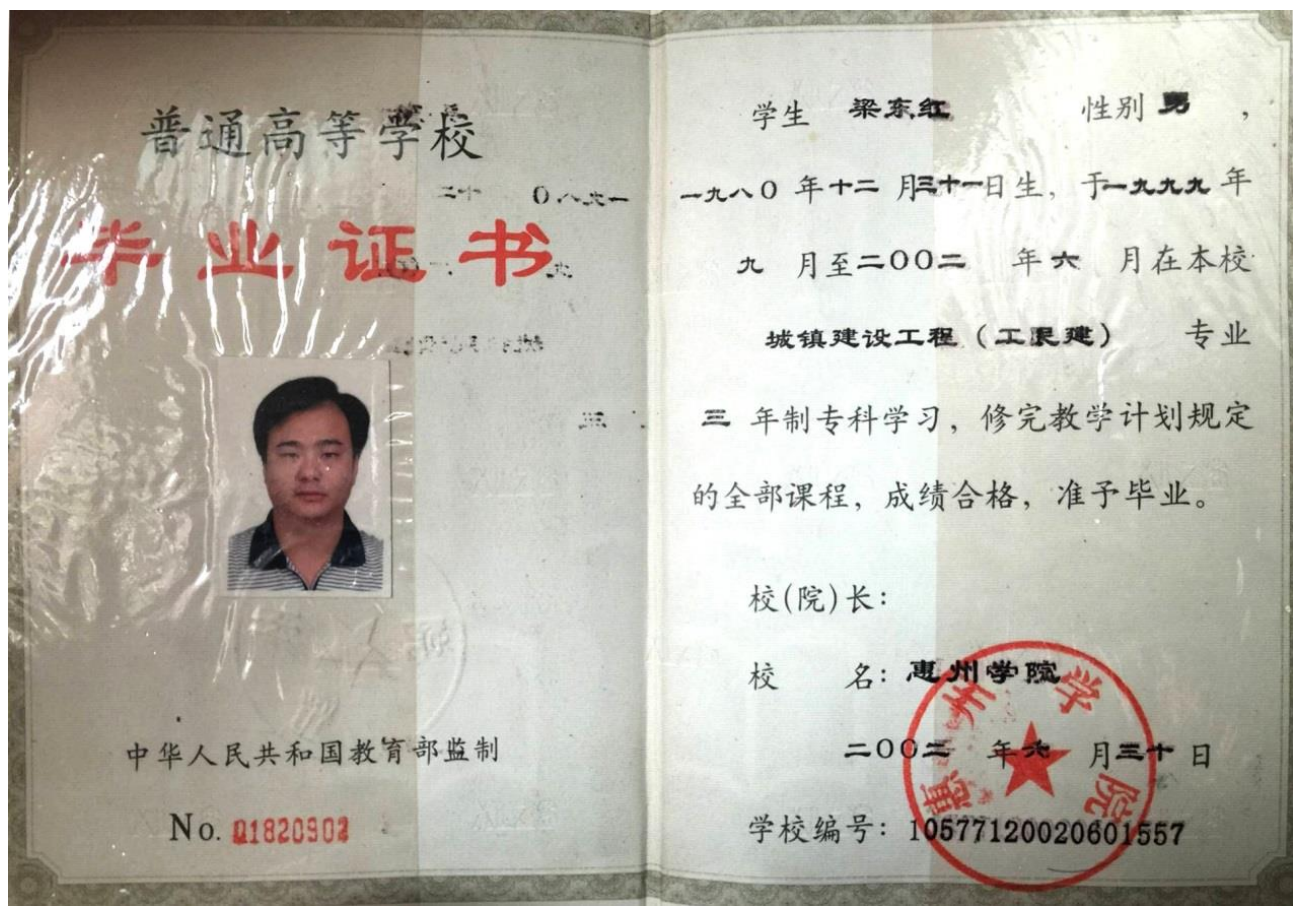 普通高等学校
毕业证书
中华人民共和国教育部监制
No. 01820902
学生 梁东红 性别 男 ,
一九八0 年十二 月三十一日生, 于一九九九 年
九 月至二00二 年六 月在本校
城镇建设工程 (工民建) 专业
三 年制专科学习, 修完教学计划规定
的全部课程, 成绩合格, 准予毕业。
校(院)长:
校 名: 惠州学院
二00二 年六 月三十 日
学校编号: 10577120020601557
惠州学院